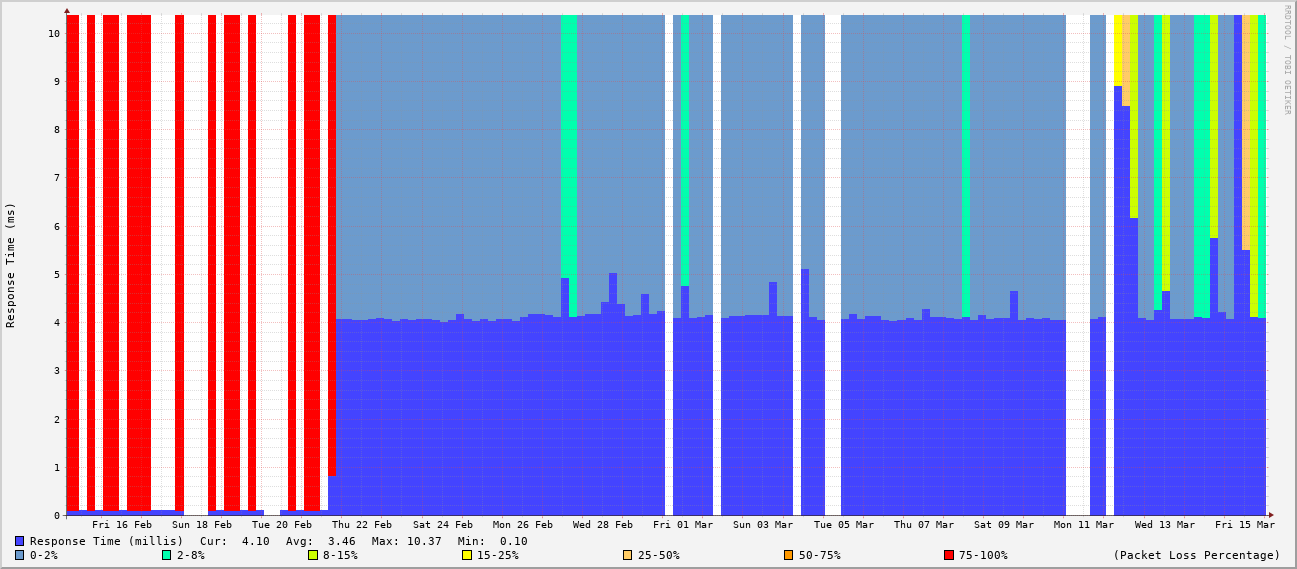 RRDTOOL / TOBI OETIKER
Response Time (ms)
10
9
8
7
6
5
4
3
2
1
0
Fri 16 Feb Sun 18 Feb Tue 20 Feb Thu 22 Feb Sat 24 Feb Mon 26 Feb Wed 28 Feb Fri 01 Mar Sun 03 Mar Tue 05 Mar Thu 07 Mar Sat 09 Mar Mon 11 Mar Wed 13 Mar Fri 15 Mar
Response Time (millis) Cur: 4.10 Avg: 3.46 Max: 10.37 Min: 0.10
0-2% 2-8% 8-15% 15-25% 25-50% 50-75% 75-100% (Packet Loss Percentage)